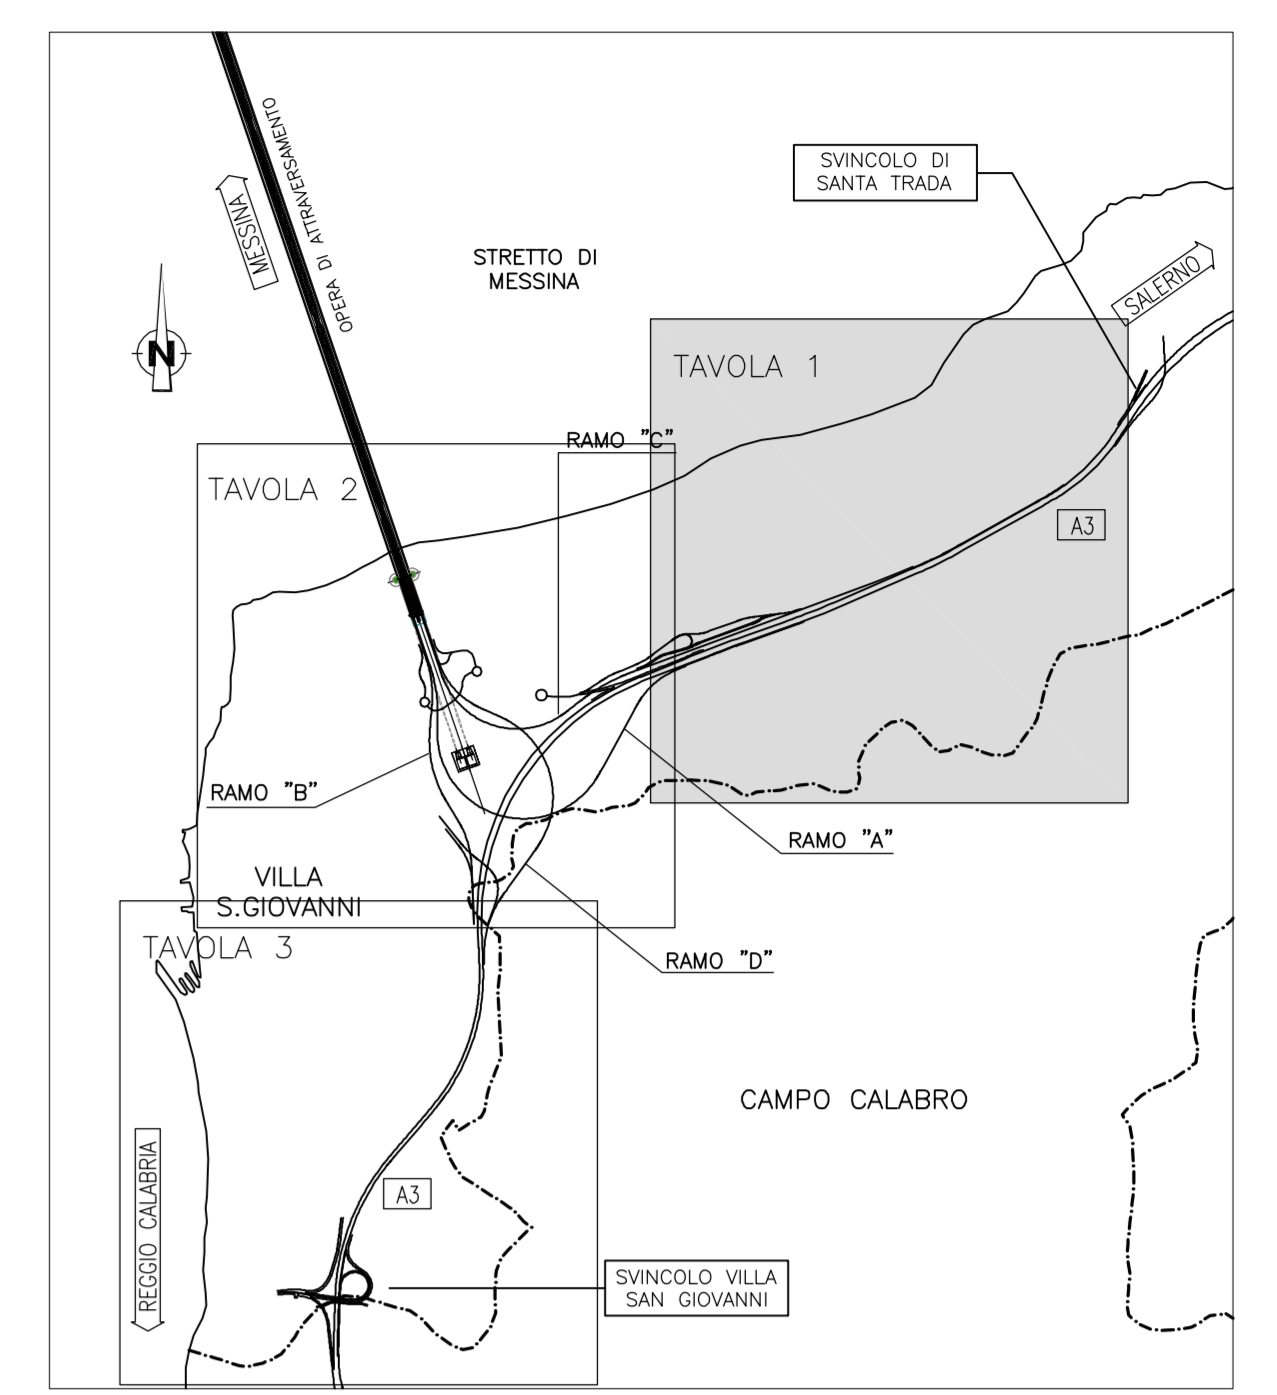 OPERA DI ATTRAVERSAMENTO
MESSINA
SVINCOLO DI
SANTA TRADA
STRETTO DI
MESSINA
SALERNO
N
TAVOLA 1
RAMO "C"
TAVOLA 2
A3
RAMO "B"
RAMO "A"
VILLA
S.GIOVANNI
TAVOLA 3
RAMO "D"
CAMPO CALABRO
REGGIO CALABRIA
A3
SVINCOLO VILLA
SAN GIOVANNI